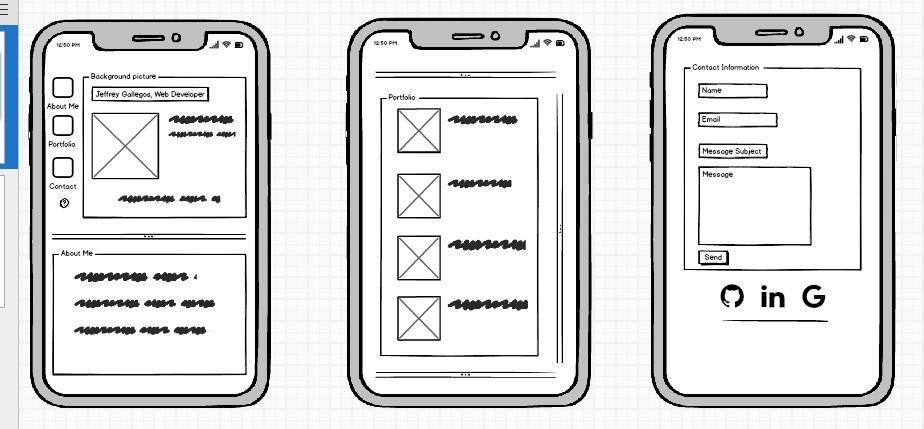 12:50 PM
Background picture
Jeffrey Gallegos, Web Developer
About Me
Portfolio
Contact
?
About Me
12:50 PM
Portfolio
12:50 PM
Contact Information
Name
Email
Message Subject
Message
Send
in
G